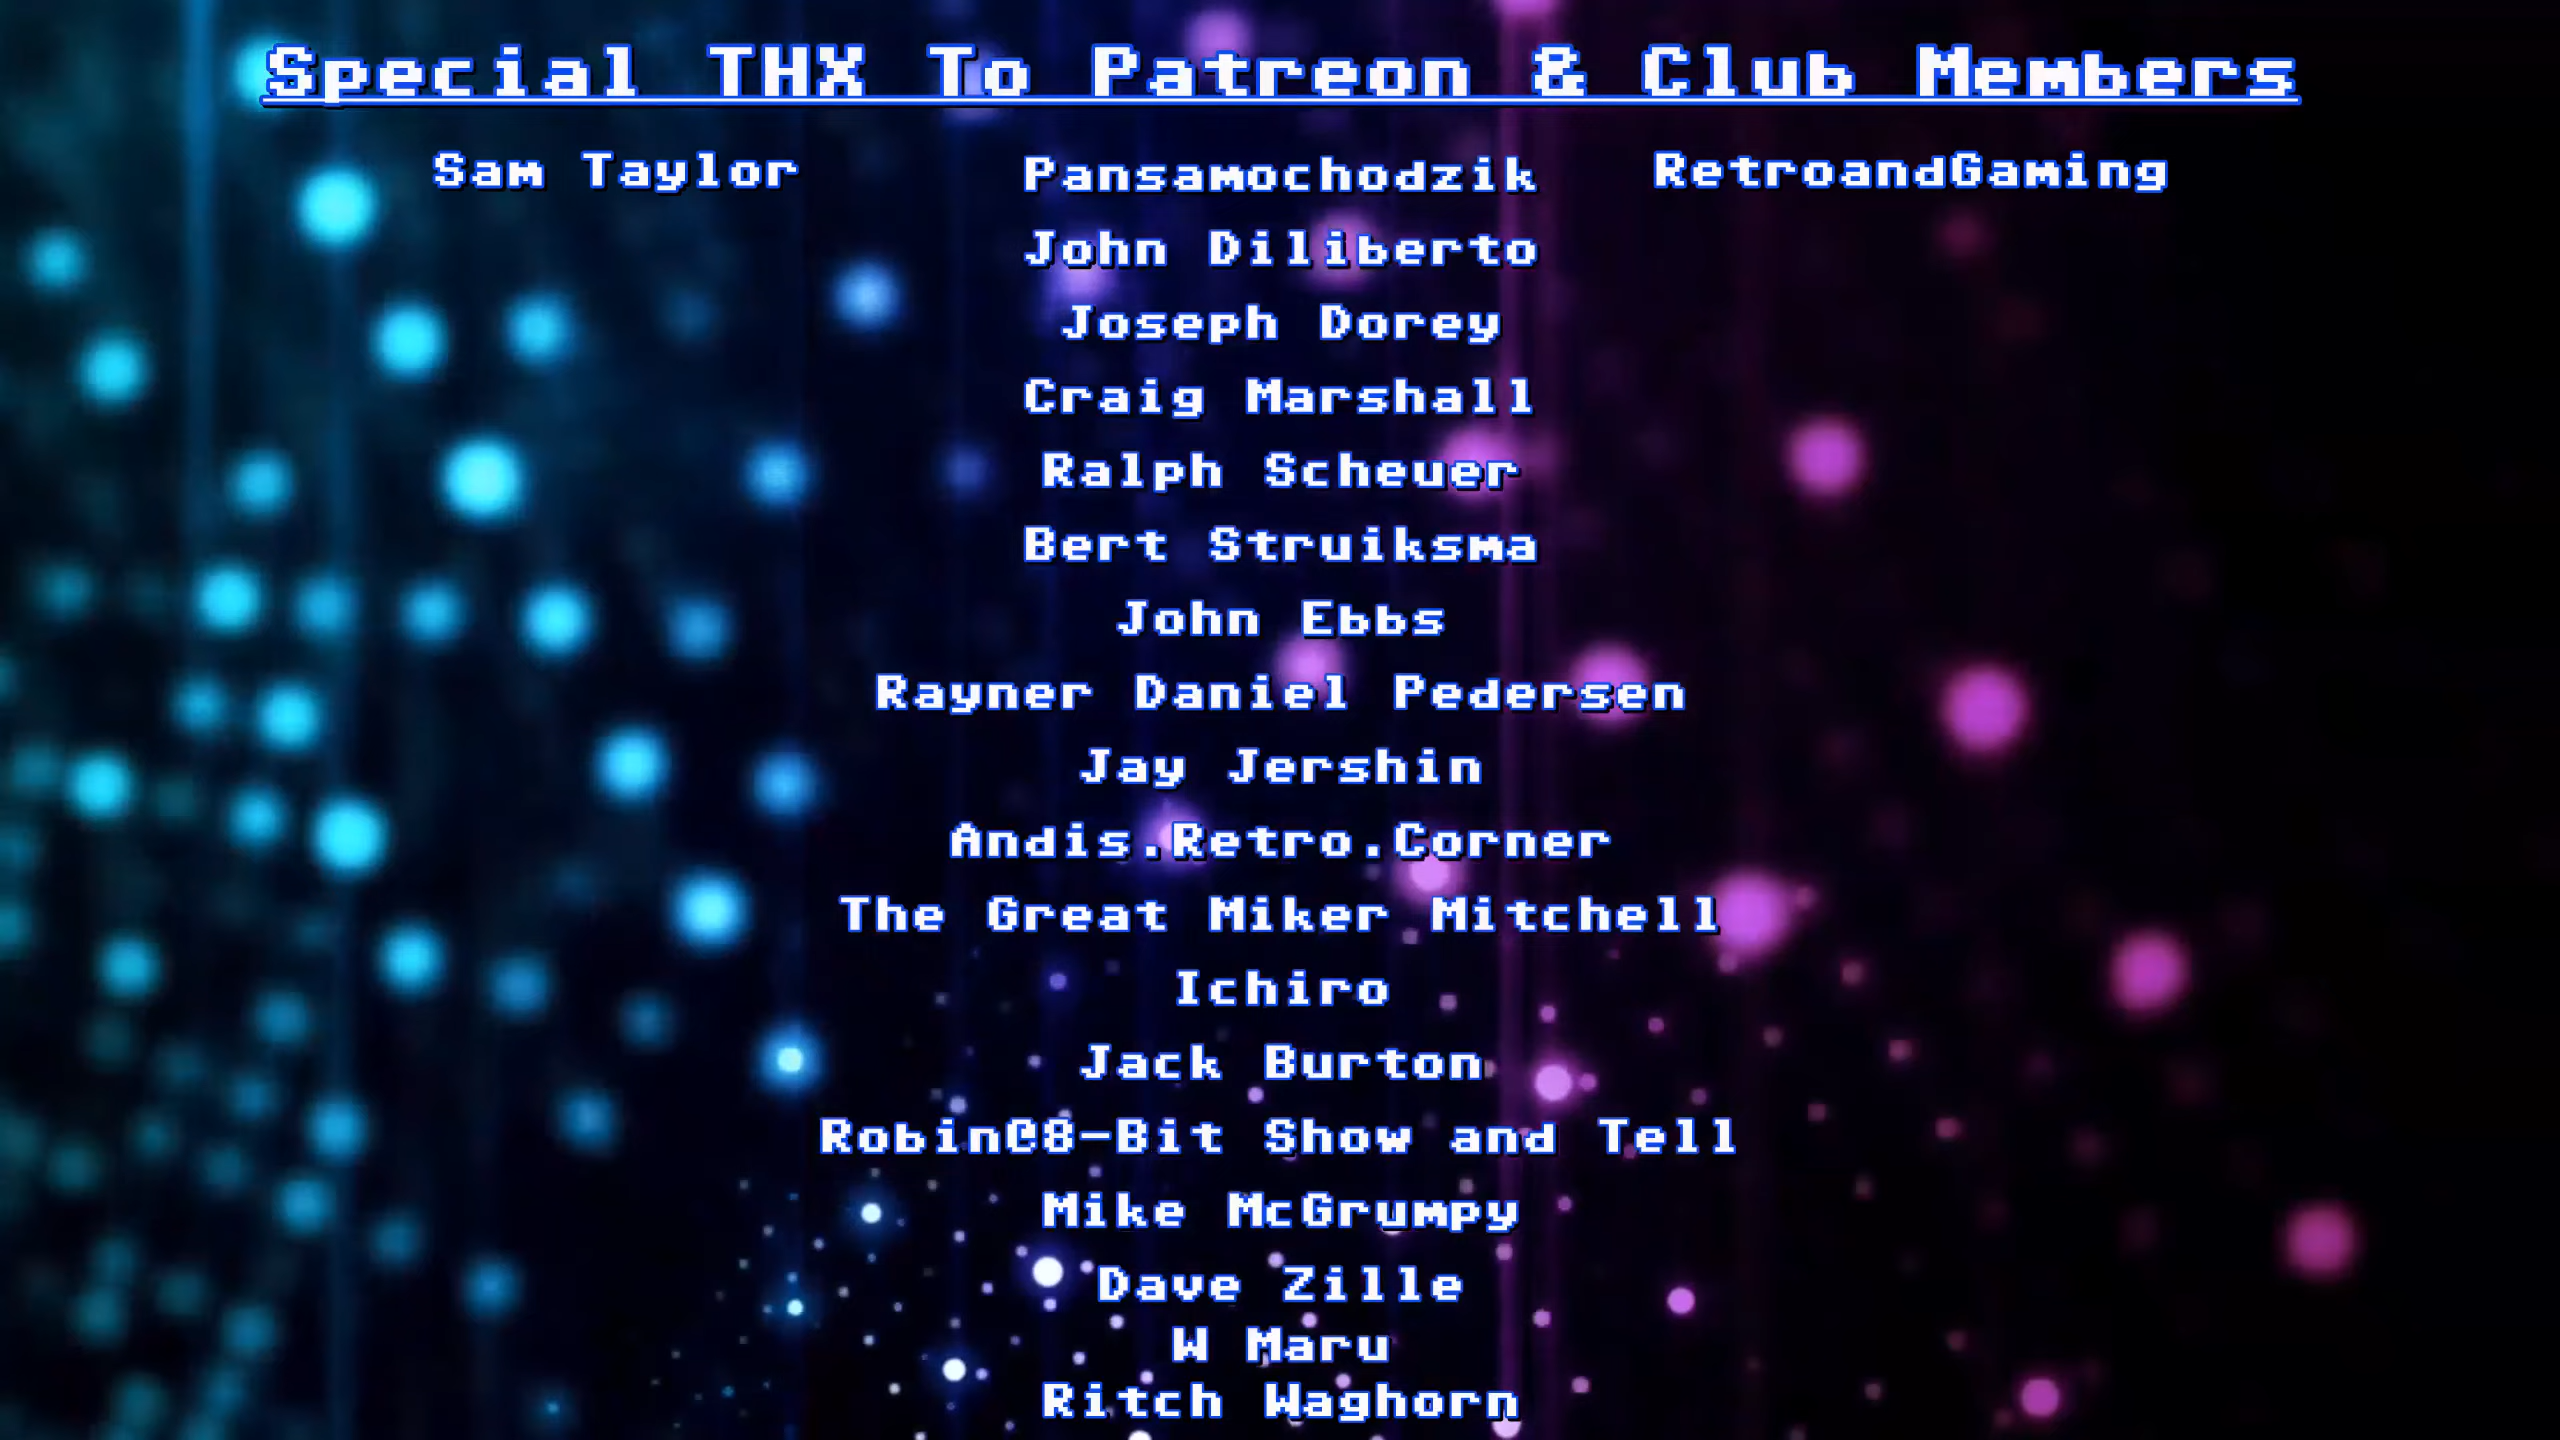 Special THX To Patreon & Club Members
Sam Taylor
Pansamochodzik
RetroandGaming
John Diliberto
Joseph Dorey
Craig Marshall
Ralph Scheuer
Bert Struiksma
John Ebbs
Rayner Daniel Pedersen
Jay Jershin
Andis.Retro.Corner
The Great Miker Mitchell
Ichiro
Jack Burton
Robin@8-Bit Show and Tell
Mike McGrumpy
Dave Zille
W Maru
Ritch Waghorn